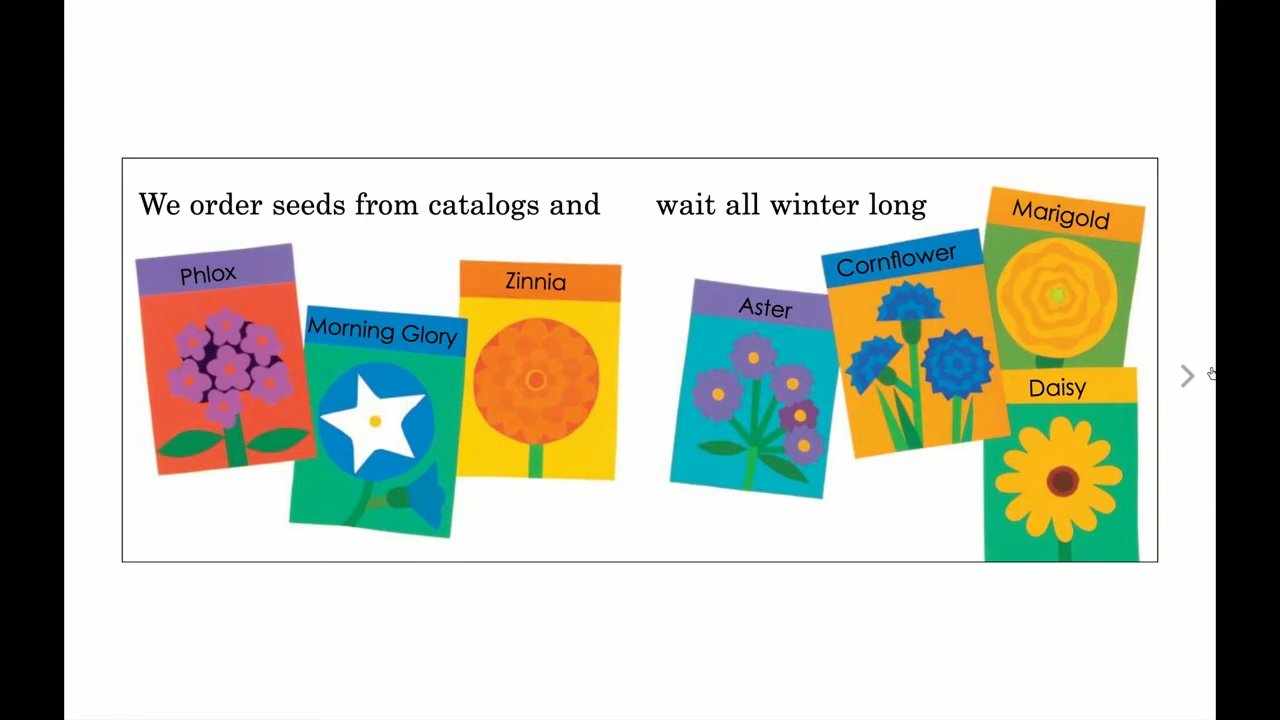 We order seeds from catalogs and
wait all winter long
Phlox
Morning Glory
Zinnia
Aster
Cornflower
Marigold
Daisy